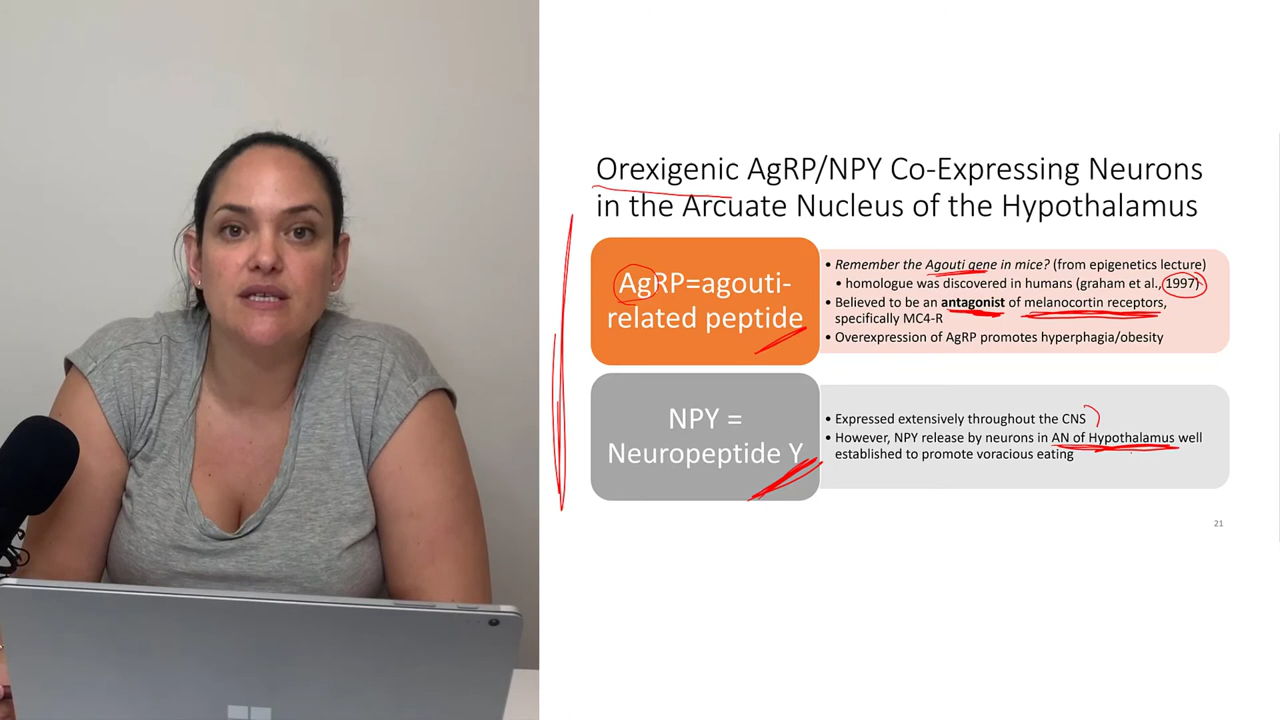 Orexigenic AgRP/NPY Co-Expressing Neurons
in the Arcuate Nucleus of the Hypothalamus
AgRP=agouti-
related peptide
• Remember the Agouti gene in mice? (from epigenetics lecture)
• homologue was discovered in humans (graham et al., 1997)
• Believed to be an antagonist of melanocortin receptors,
specifically MC4-R
• Overexpression of AgRP promotes hyperphagia/obesity
NPY =
Neuropeptide Y
• Expressed extensively throughout the CNS
• However, NPY release by neurons in AN of Hypothalamus well
established to promote voracious eating
21